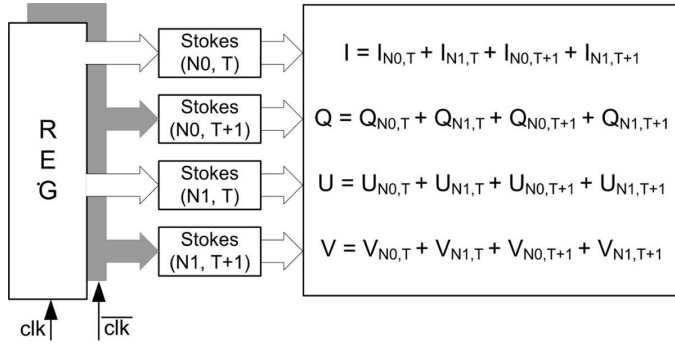 R
E
G
clk
c̅l̅k̅
Stokes
(N0, T)
Stokes
(N0, T+1)
Stokes
(N1, T)
Stokes
(N1, T+1)
I = I_{N0,T} + I_{N1,T} + I_{N0,T+1} + I_{N1,T+1}
Q = Q_{N0,T} + Q_{N1,T} + Q_{N0,T+1} + Q_{N1,T+1}
U = U_{N0,T} + U_{N1,T} + U_{N0,T+1} + U_{N1,T+1}
V = V_{N0,T} + V_{N1,T} + V_{N0,T+1} + V_{N1,T+1}